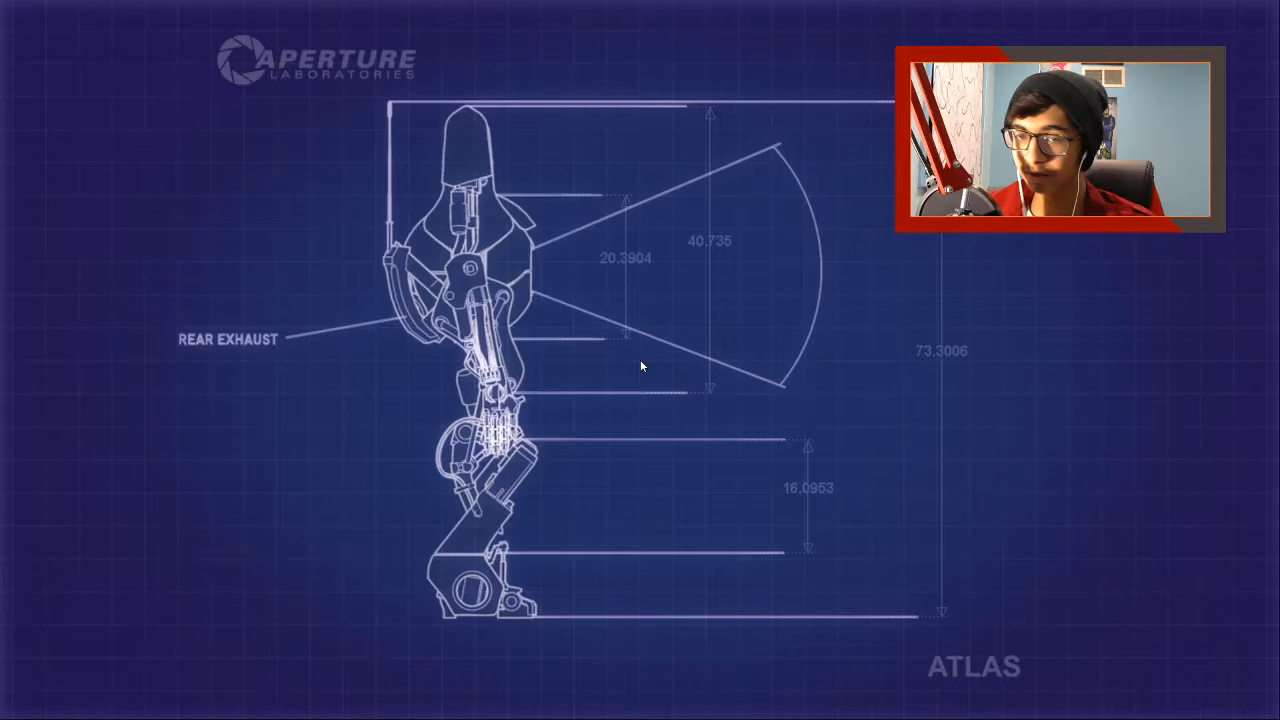 APERTURE
LABORATORIES
40.735
20.3904
REAR EXHAUST
73.3006
16.0953
ATLAS